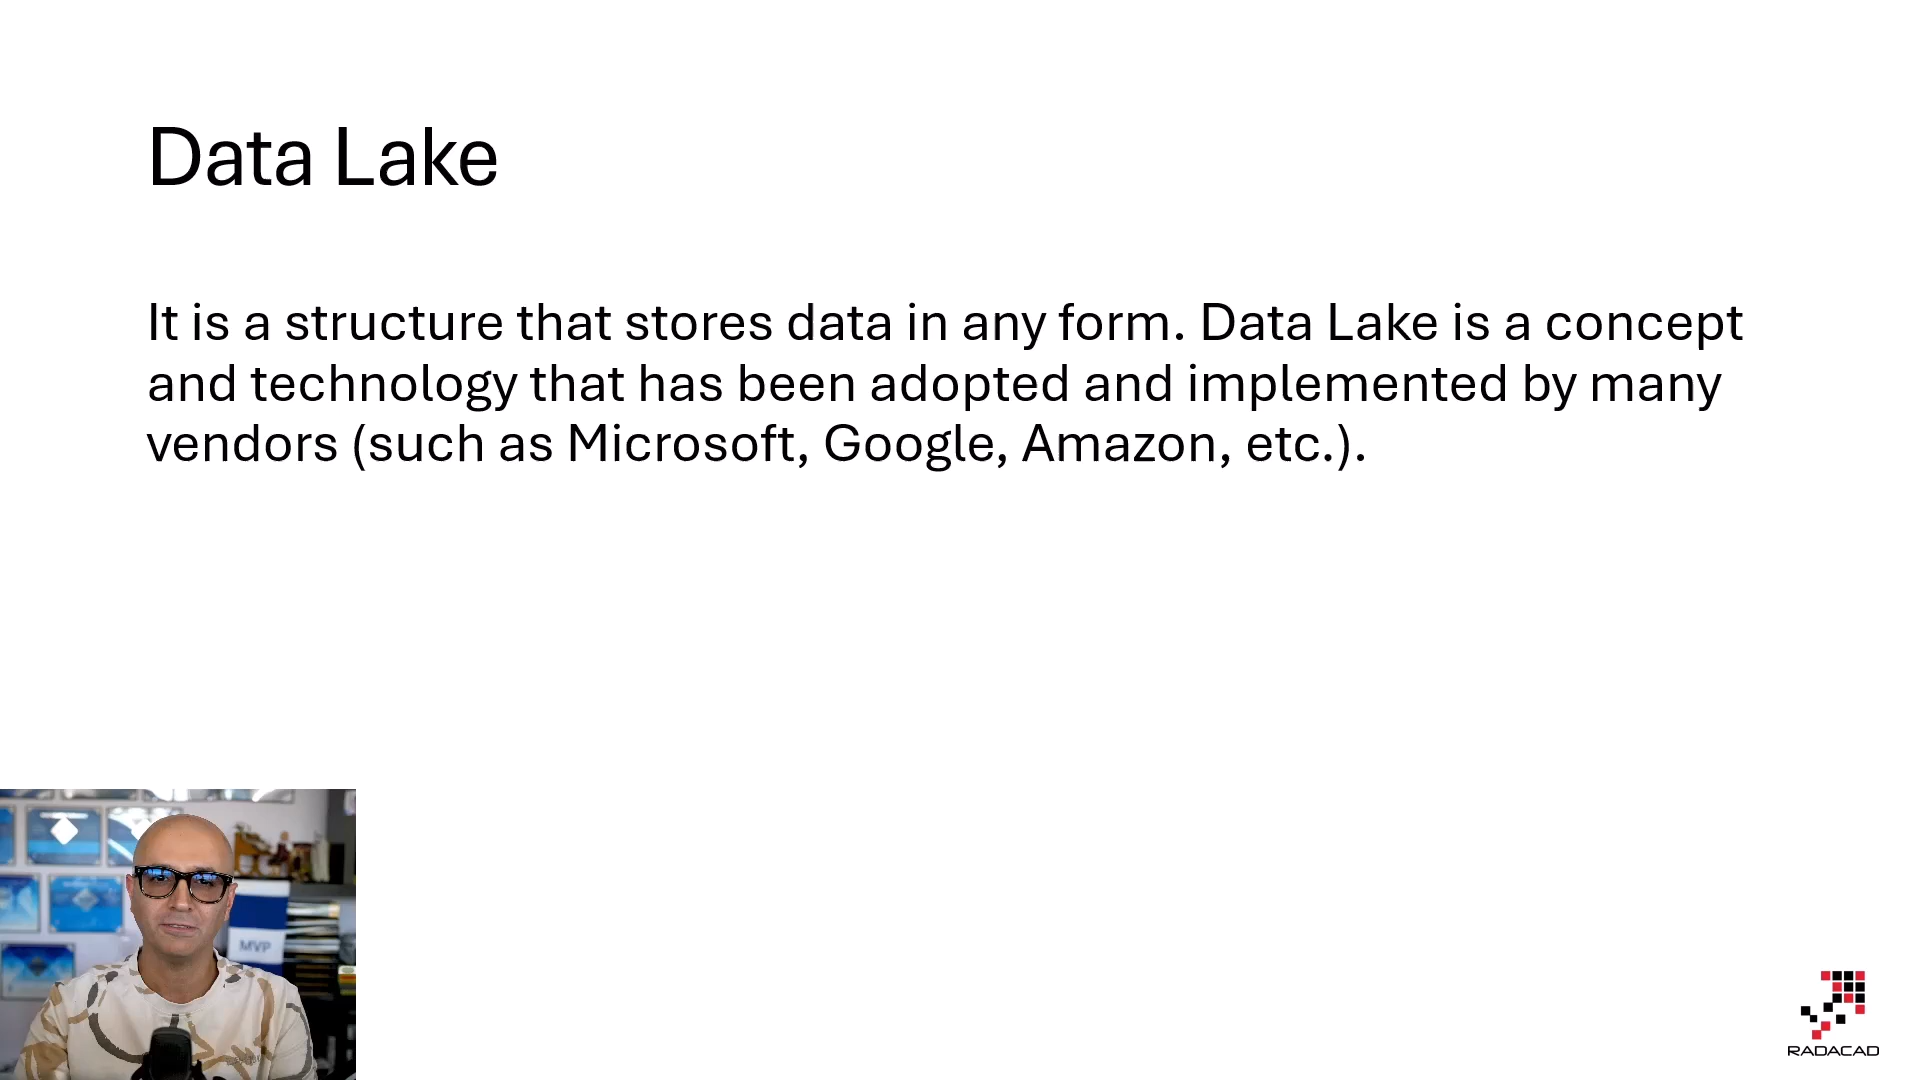 Data Lake
It is a structure that stores data in any form. Data Lake is a concept
and technology that has been adopted and implemented by many
vendors (such as Microsoft, Google, Amazon, etc.).
MVP
RADACAD